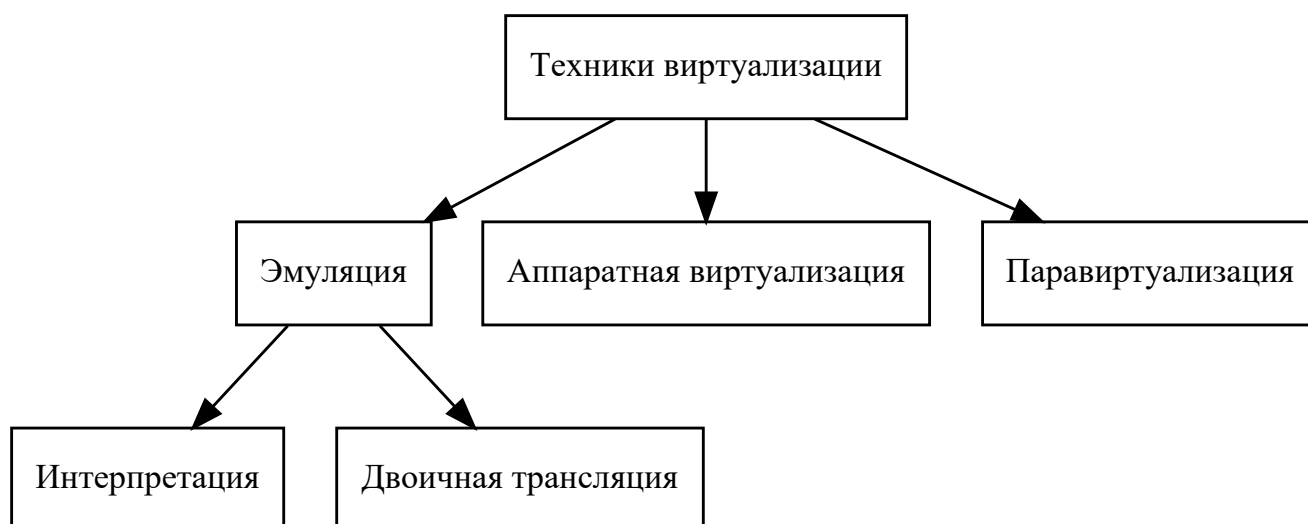 Техники виртуализации
Эмуляция
Аппаратная виртуализация
Паравиртуализация
Интерпретация
Двоичная трансляция